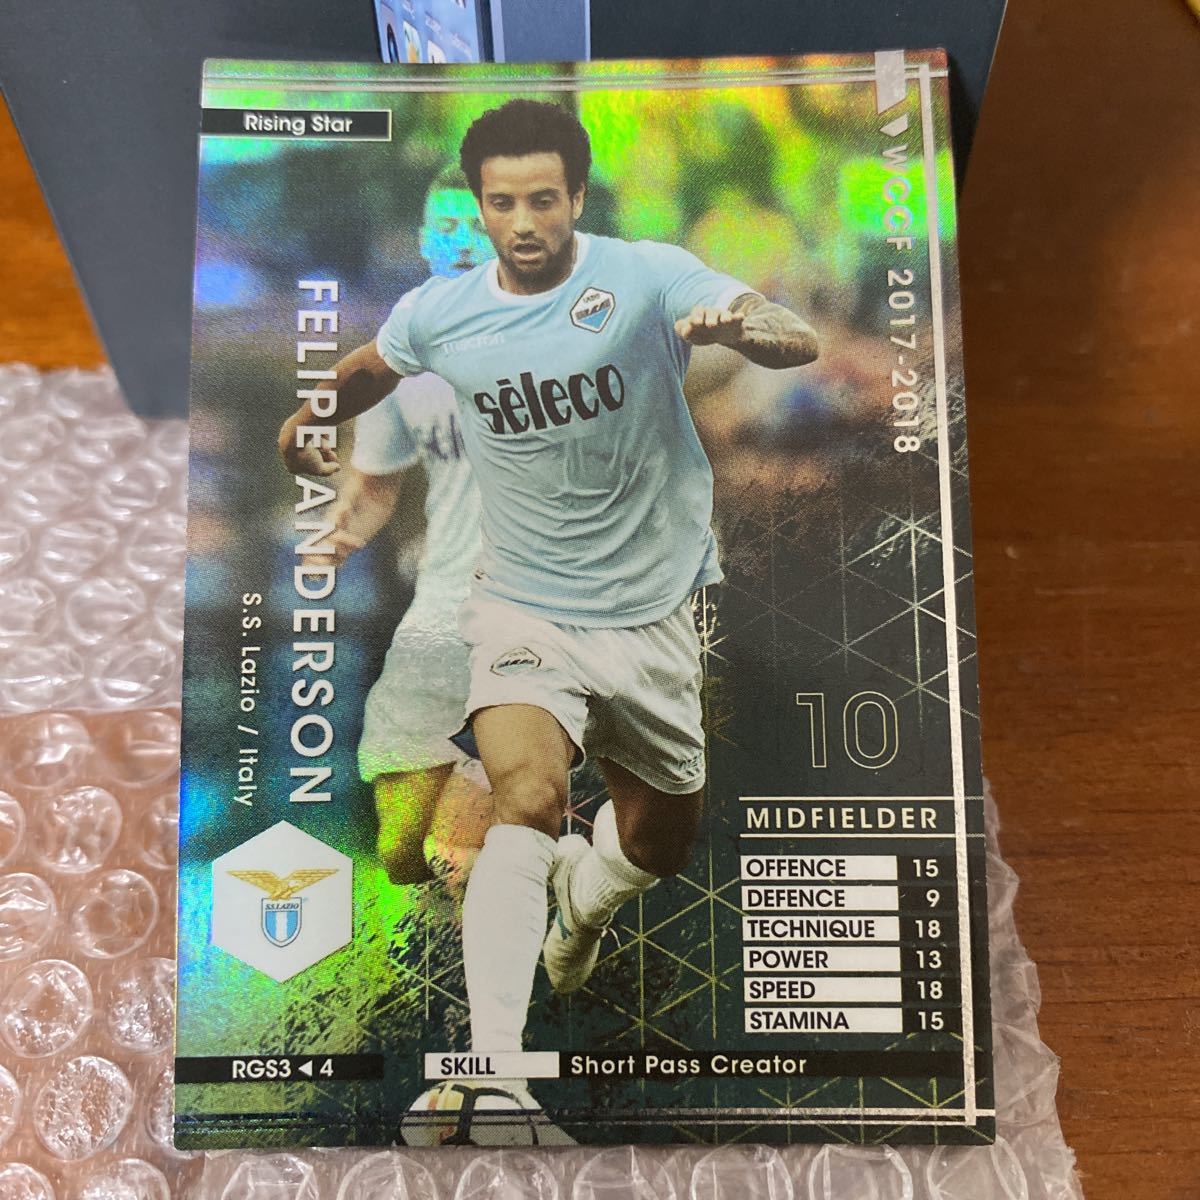 Rising Star
WCCF 2017-2018
FELIPE ANDERSON
S.S. Lazio / Italy
macron
LAZIO
sèleco
S.S.LAZIO
10
MIDFIELDER
OFFENCE 15
DEFENCE 9
TECHNIQUE 18
POWER 13
SPEED 18
STAMINA 15
RGS3 ◀ 4
SKILL Short Pass Creator